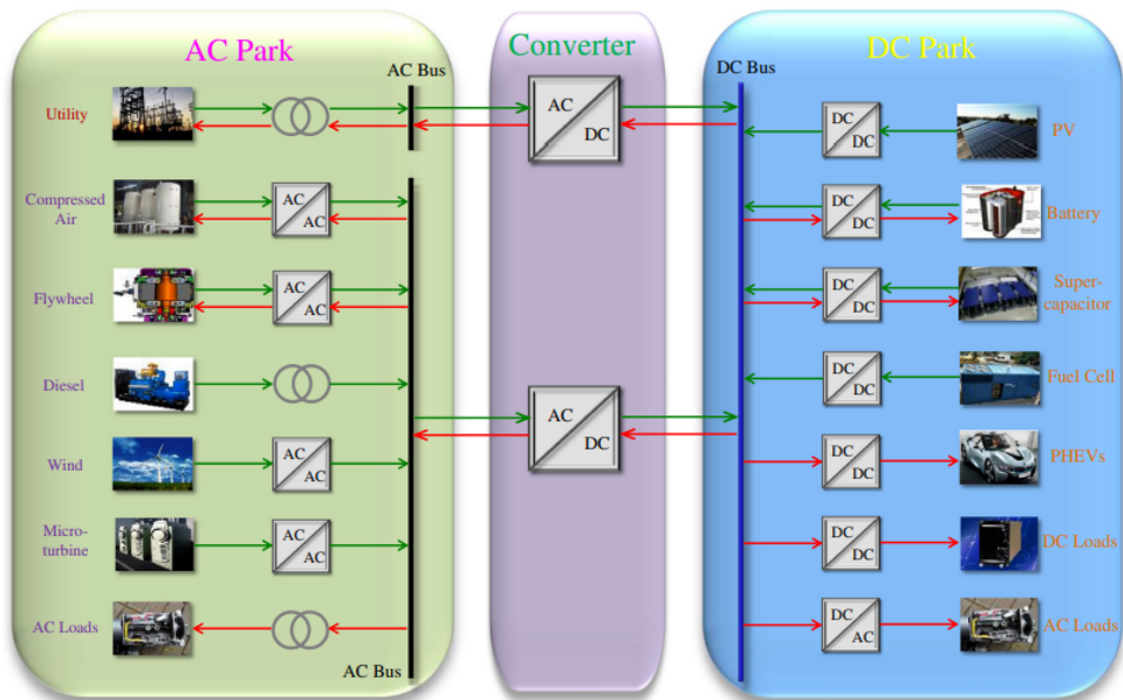 AC Park
Converter
DC Park
AC Bus
DC Bus
Utility
AC
DC
DC
DC
PV
Compressed
Air
AC
AC
DC
DC
Battery
Flywheel
AC
AC
DC
DC
Super-
capacitor
Diesel
DC
DC
Fuel Cell
AC
DC
Wind
AC
AC
DC
DC
PHEVs
Micro-
turbine
AC
AC
DC
DC
DC Loads
AC Loads
DC
AC
AC Loads
AC Bus